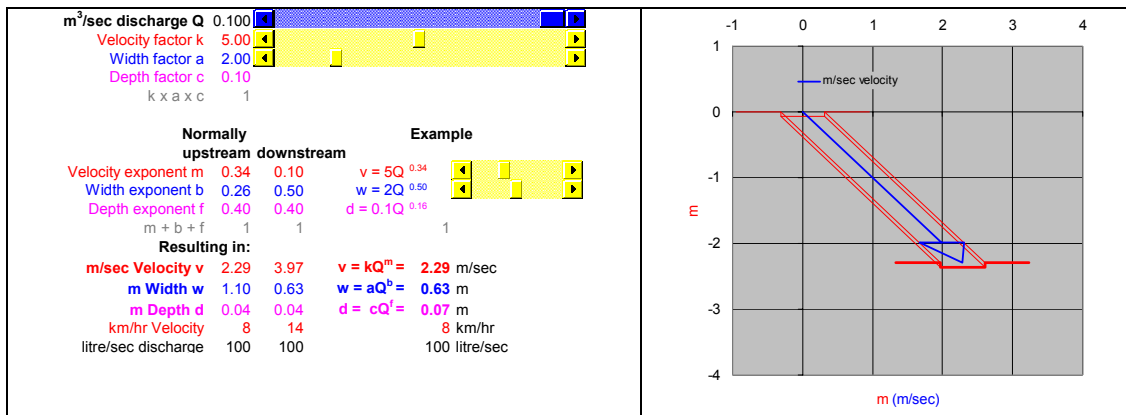 m³/sec discharge Q 0.100
Velocity factor k 5.00
Width factor a 2.00
Depth factor c 0.10
k x a x c 1
Normally Example
upstream downstream
Velocity exponent m 0.34 0.10 v = 5Q 0.34
Width exponent b 0.26 0.50 w = 2Q 0.50
Depth exponent f 0.40 0.40 d = 0.1Q 0.16
m + b + f 1 1 1
Resulting in:
m/sec Velocity v 2.29 3.97 v = kQᵐ = 2.29 m/sec
m Width w 1.10 0.63 w = aQᵇ = 0.63 m
m Depth d 0.04 0.04 d = cQᶠ = 0.07 m
km/hr Velocity 8 14 8 km/hr
litre/sec discharge 100 100 100 litre/sec
-1 0 1 2 3 4
1
m/sec velocity
0
-1
m
-2
-3
-4
m (m/sec)